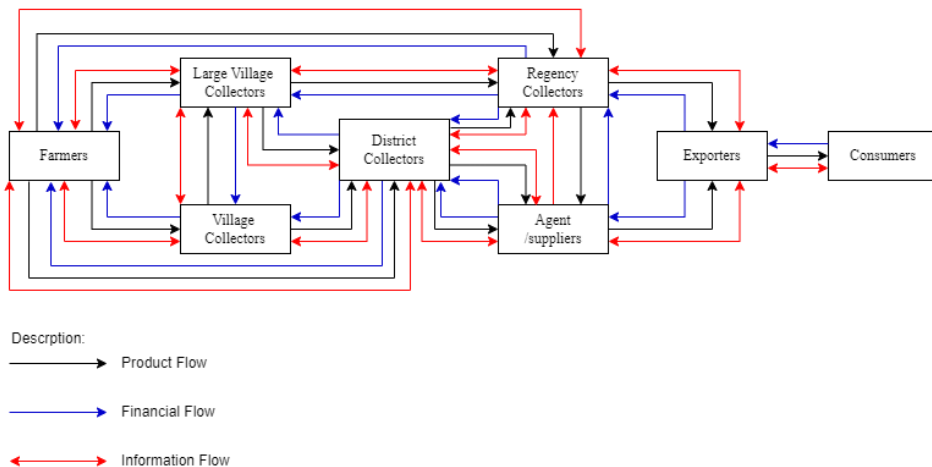 Large Village
Collectors
Regency
Collectors
Farmers
District
Collectors
Exporters
Consumers
Village
Collectors
Agent
/suppliers
Descrption:
Product Flow
Financial Flow
Information Flow